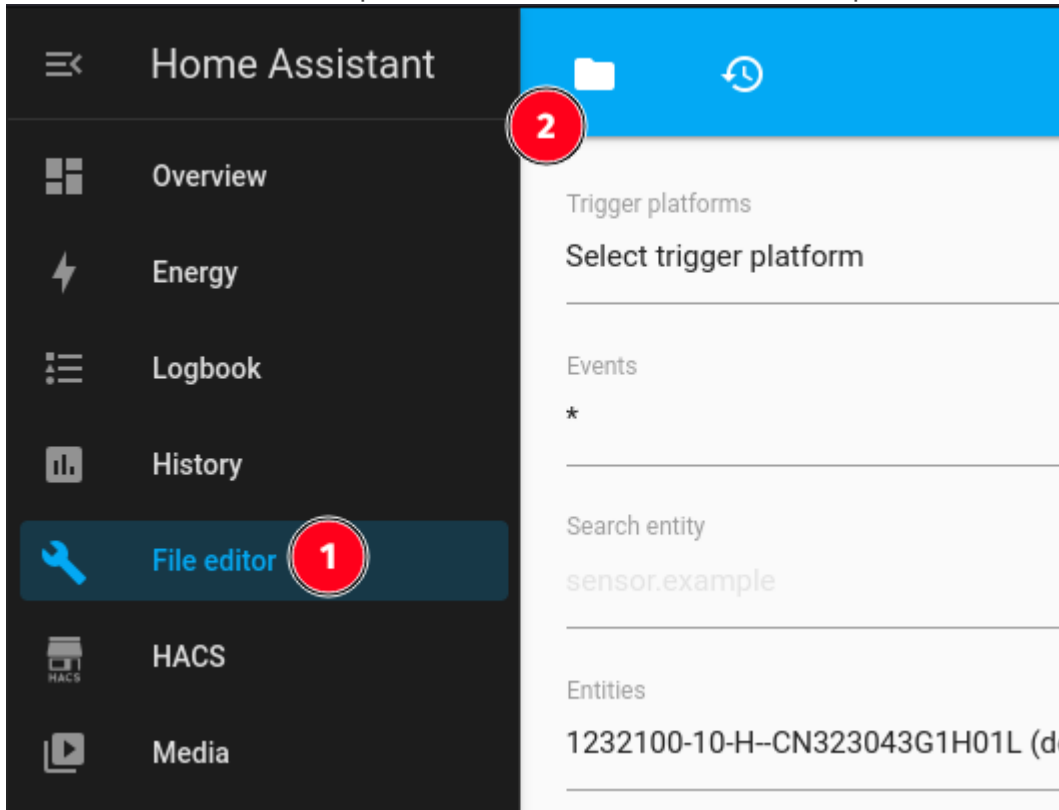 Home Assistant
2
Overview
Energy
Logbook
History
File editor
1
HACS
HACS
Media
Trigger platforms
Select trigger platform
Events
*
Search entity
sensor.example
Entities
1232100-10-H--CN323043G1H01L (d